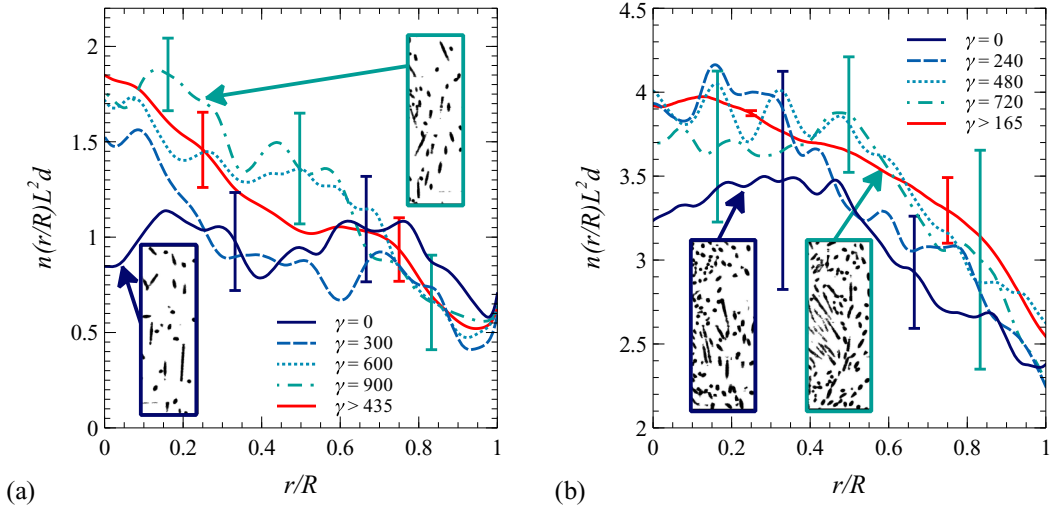 2
1.5
1
0.5
0
n(r/R)L²d
γ = 0
γ = 300
γ = 600
γ = 900
γ > 435
0 0.2 0.4 0.6 0.8 1
r/R
(a)
4.5
4
3.5
3
2.5
2
n(r/R)L²d
γ = 0
γ = 240
γ = 480
γ = 720
γ > 165
0 0.2 0.4 0.6 0.8 1
r/R
(b)